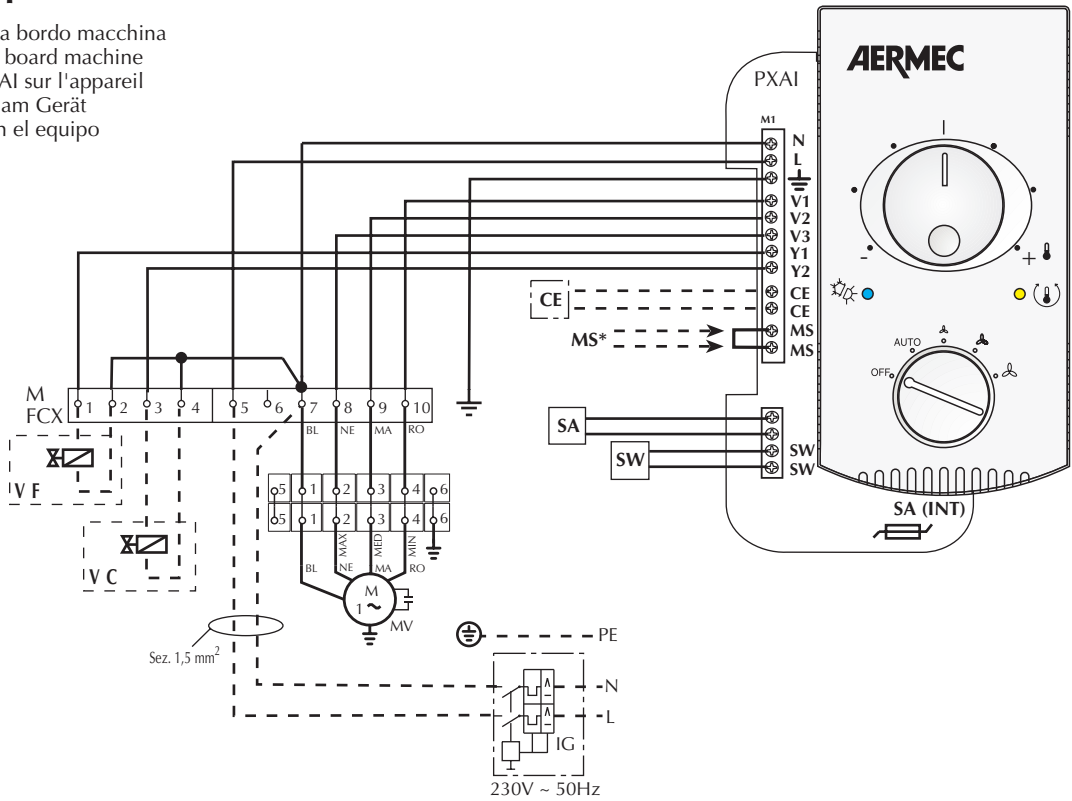 a bordo macchina
board machine
AI sur l'appareil
am Gerät
el equipo
AERMEC
PXAI
M1
N
L
V1
V2
V3
Y1
Y2
CE
CE
CE
MS*
MS
MS
- +
AUTO
OFF
M
FCX
1 2 3 4 5 6 7 8 9 10
BL NE MA RO
SA
SW
SW
SW
V F
5 1 2 3 4 6
5 1 2 3 4 6
SA (INT)
V C
MAX MED MIN
BL NE MA RO
M
1 ~
MV
Sez. 1,5 mm2
PE
N
L
IG
230V ~ 50Hz